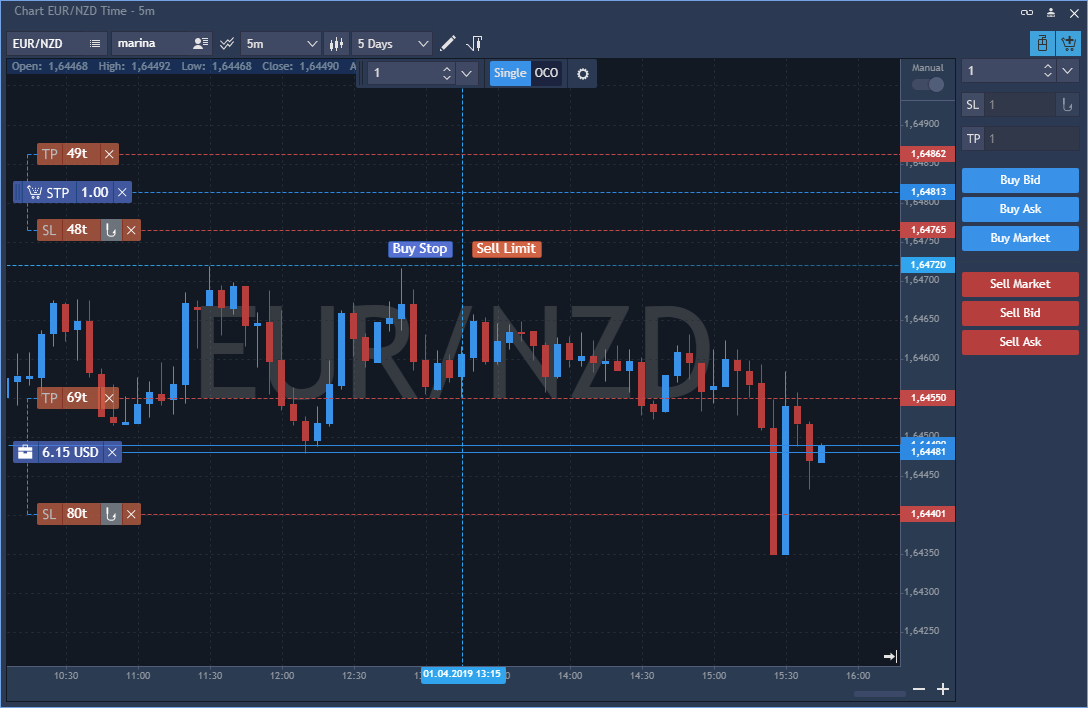 Chart EUR/NZD Time - 5m
EUR/NZD marina 5m 5 Days
Open: 1,64468 High: 1,64492 Low: 1,64468 Close: 1,64490 A
1 Single OCO
Manual
1
SL 1
TP 1
Buy Bid
Buy Ask
Buy Market
Sell Market
Sell Bid
Sell Ask
1,64900
TP 49t 1,64862
1,64850
STP 1.00 1,64813
1,64800
SL 48t 1,64765
1,64750
Buy Stop Sell Limit
1,64720
1,64700
1,64650
EUR/NZD
1,64600
TP 69t 1,64550
1,64500
6.15 USD 1,64481
1,64450
SL 80t 1,64401
1,64350
1,64300
1,64250
10:30 11:00 11:30 12:00 12:30 01.04.2019 13:15 14:00 14:30 15:00 15:30 16:00